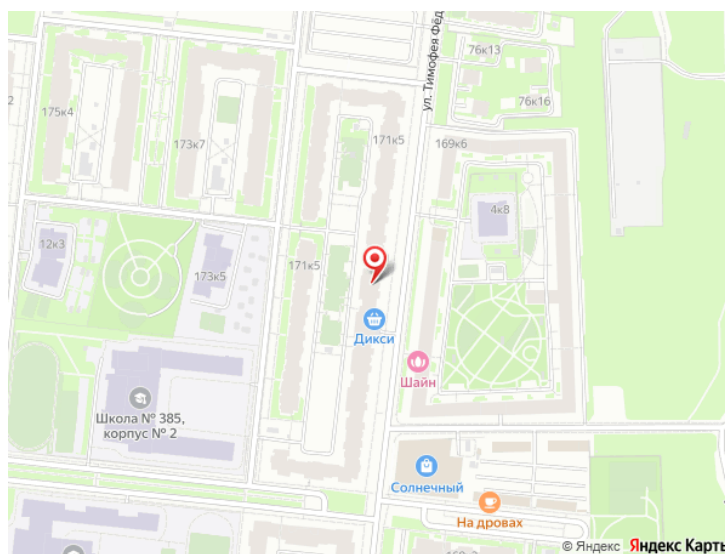 76к13
ул. Тимофея Фёд
76к16
175к4
173к7
171к5
169к6
4к8
12к3
173к5
171к5
Дикси
Шайн
Школа № 385,
корпус № 2
Солнечный
На дровах
© Яндекс Яндекс Карты